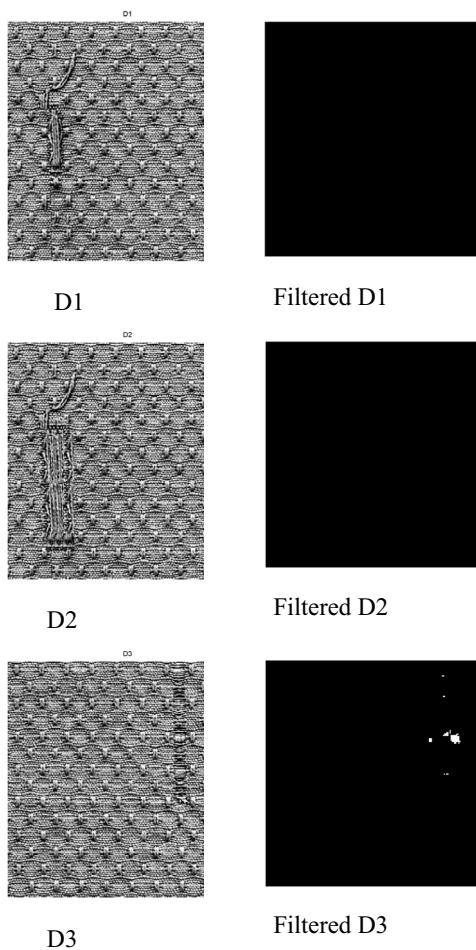 D1
D1
Filtered D1
D2
D2
Filtered D2
D3
D3
Filtered D3